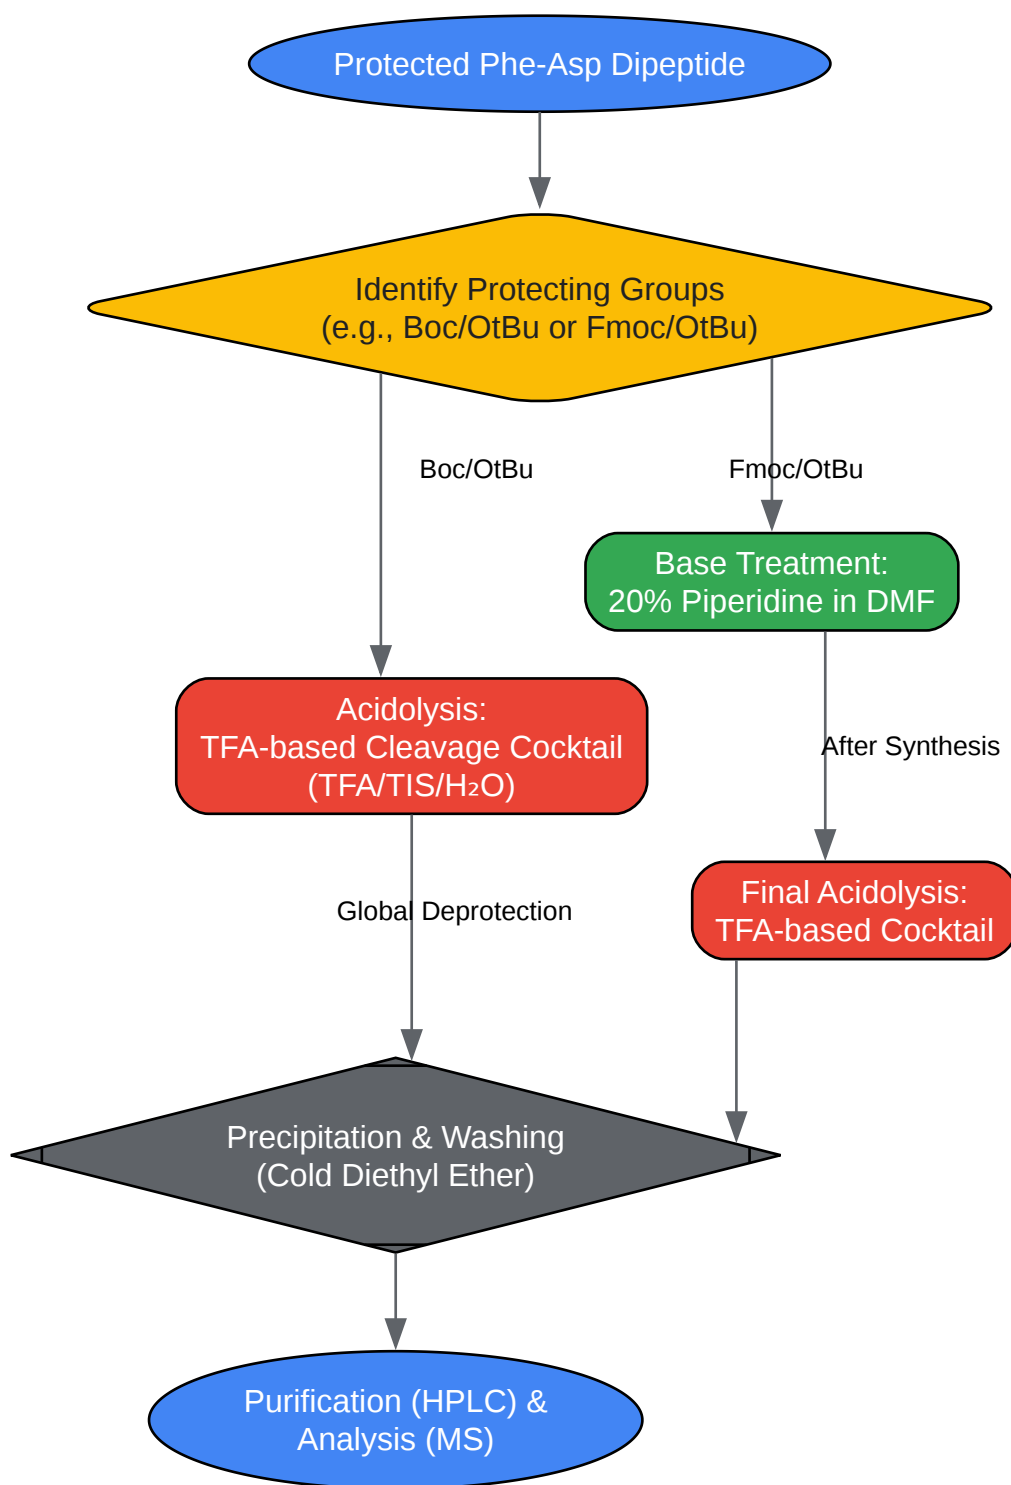 Protected Phe-Asp Dipeptide
Identify Protecting Groups
(e.g., Boc/OtBu or Fmoc/OtBu)
Boc/OtBu
Fmoc/OtBu
Base Treatment:
20% Piperidine in DMF
Acidolysis:
TFA-based Cleavage Cocktail
(TFA/TIS/H₂O)
After Synthesis
Global Deprotection
Final Acidolysis:
TFA-based Cocktail
Precipitation & Washing
(Cold Diethyl Ether)
Purification (HPLC) &
Analysis (MS)